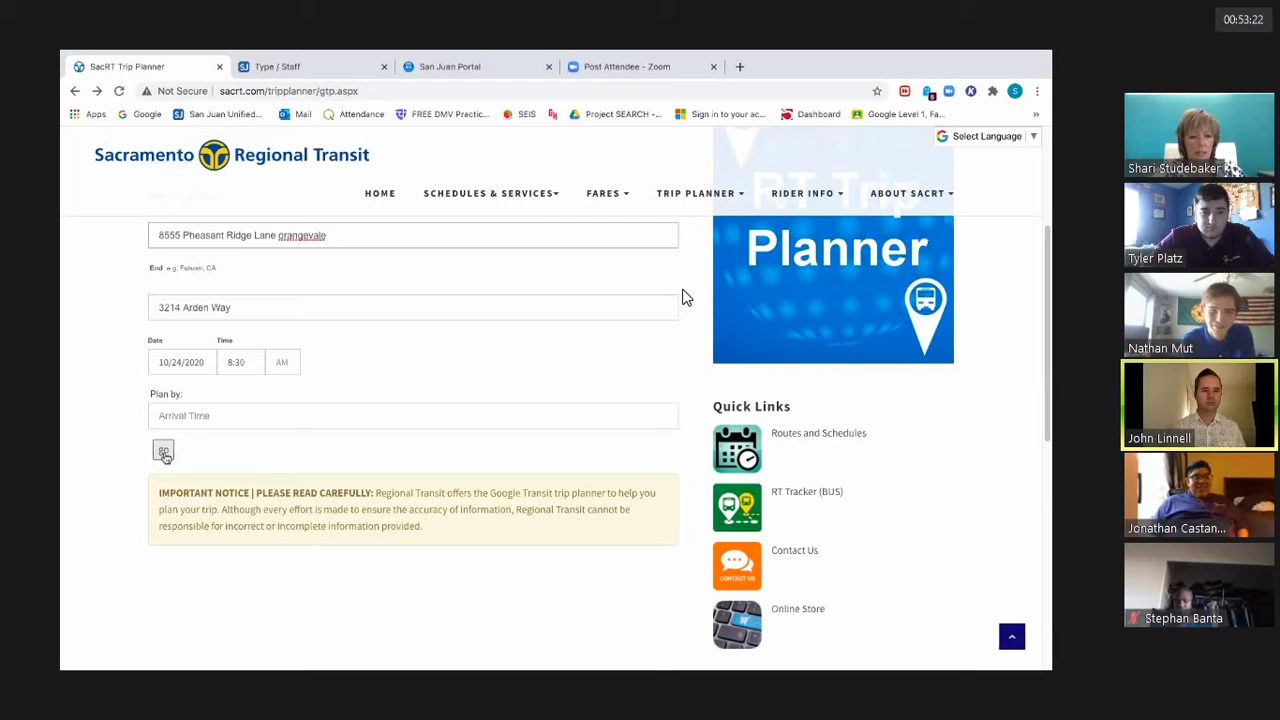 00:53:22
SacRT Trip Planner
Type / Staff
San Juan Portal
Post Attendee - Zoom
Not Secure
sacrt.com/tripplanner/gtp.aspx
Apps
Google
San Juan Unified...
Mail
Attendance
FREE DMV Practic...
SEIS
Project SEARCH -...
Sign in to your ac...
Dashboard
Google Level 1, Fa...
»
Select Language
Sacramento Regional Transit
HOME
SCHEDULES & SERVICES
FARES
TRIP PLANNER
RIDER INFO
ABOUT SACRT
RT Trip
Planner
8555 Pheasant Ridge Lane orangevale
End e.g. Folsom, CA
3214 Arden Way
Date
Time
10/24/2020
8:30
AM
Plan by:
Arrival Time
IMPORTANT NOTICE | PLEASE READ CAREFULLY: Regional Transit offers the Google Transit trip planner to help you
plan your trip. Although every effort is made to ensure the accuracy of information, Regional Transit cannot be
responsible for incorrect or incomplete information provided.
Quick Links
Routes and Schedules
RT Tracker (BUS)
CONTACT US
Contact Us
Online Store
Shari Studebaker
Tyler Platz
Nathan Mut
John Linnell
Jonathan Castan...
Stephan Banta